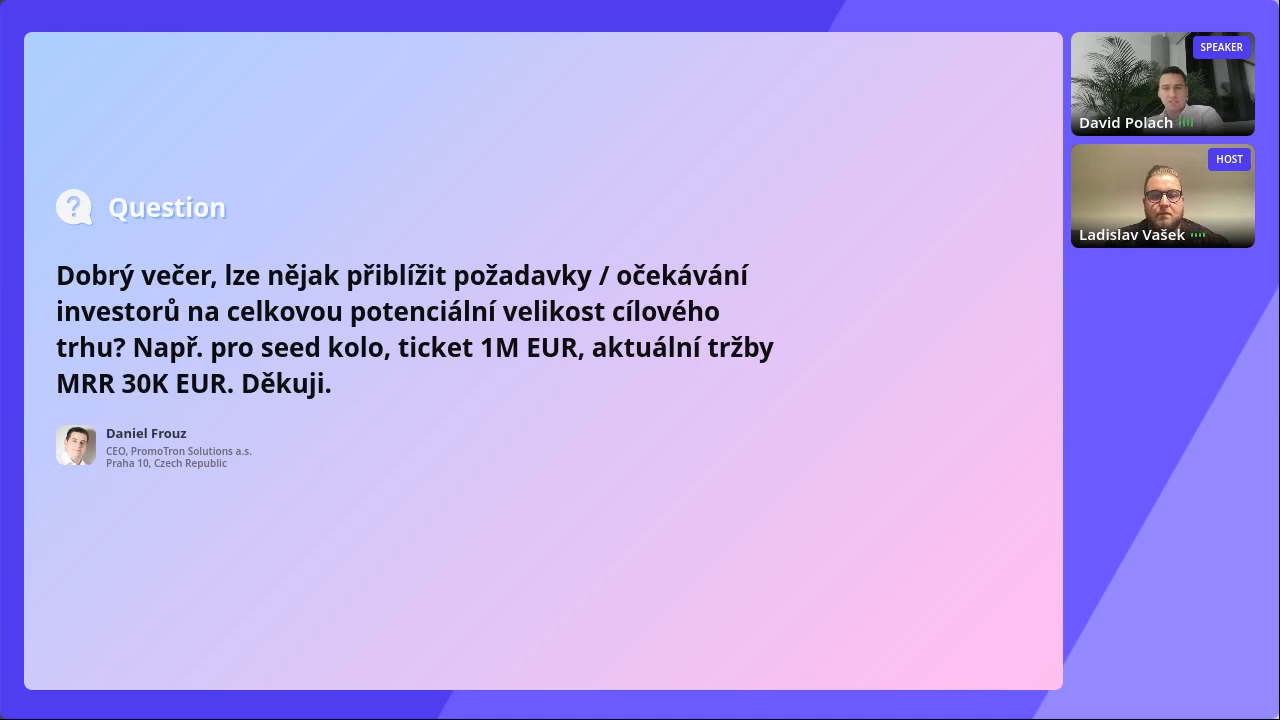 Question
Dobrý večer, lze nějak přiblížit požadavky / očekávání
investorů na celkovou potenciální velikost cílového
trhu? Např. pro seed kolo, ticket 1M EUR, aktuální tržby
MRR 30K EUR. Děkuji.
Daniel Frouz
CEO, PromoTron Solutions a.s.
Praha 10, Czech Republic
SPEAKER
David Polach
HOST
Ladislav Vašek